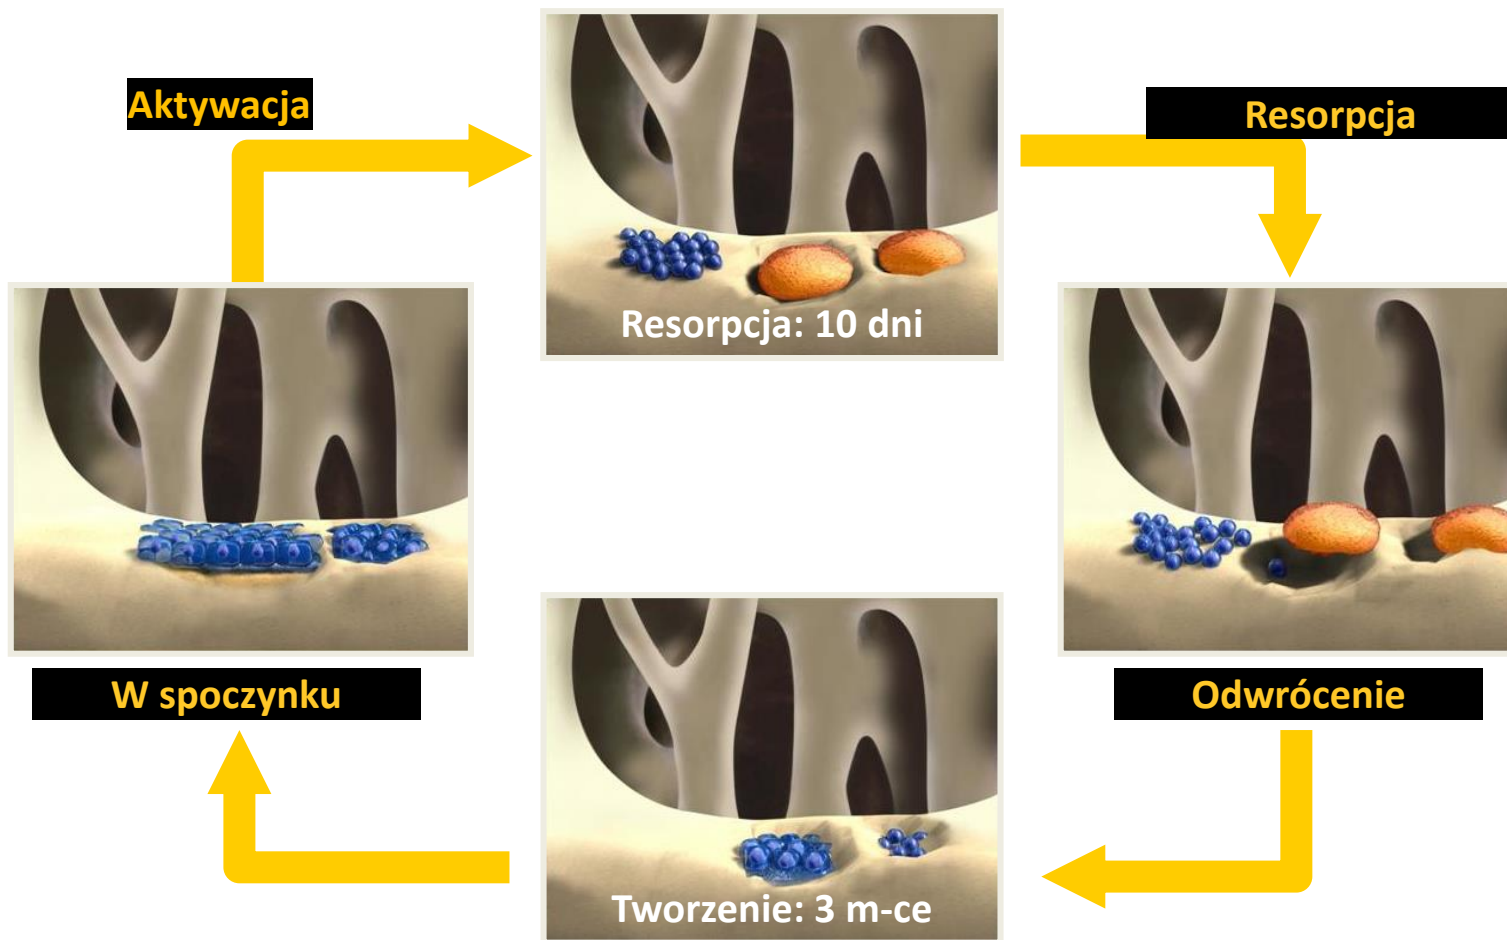 Aktywacja
Resorpcja
Resorpcja: 10 dni
W spoczynku
Odwrócenie
Tworzenie: 3 m-ce